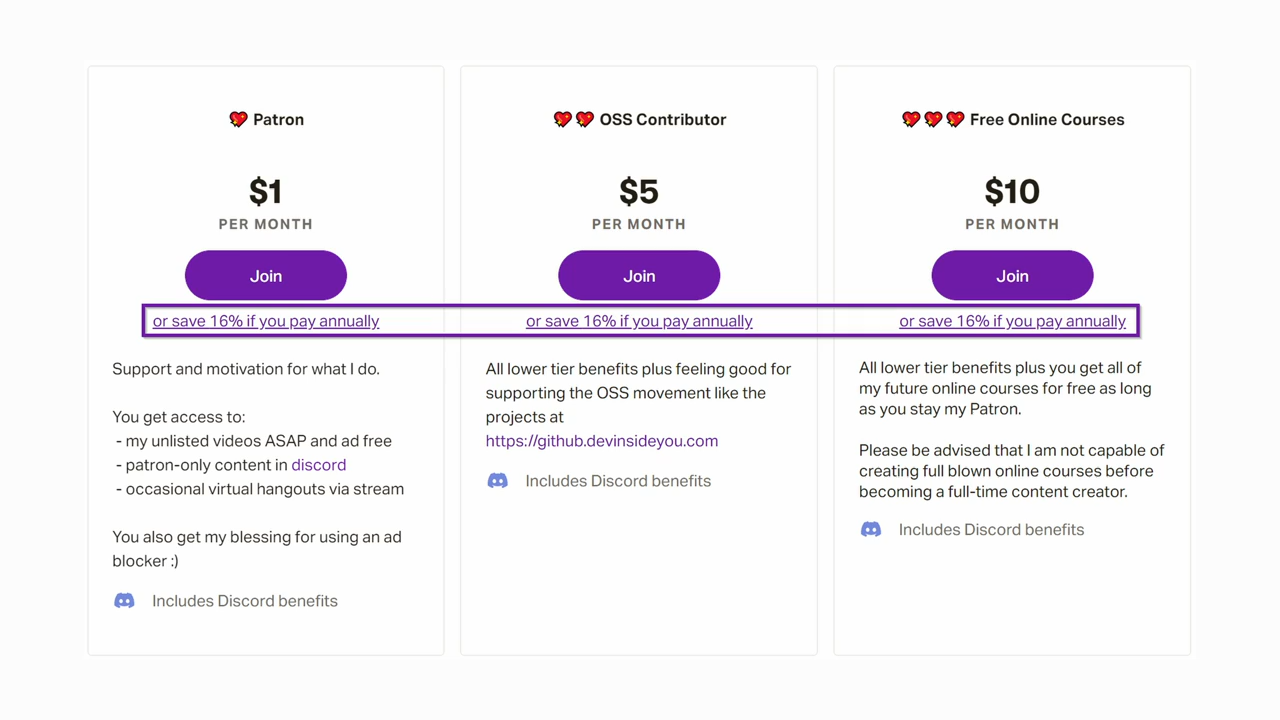 Patron
$1
PER MONTH
Join
or save 16% if you pay annually
Support and motivation for what I do.
You get access to:
- my unlisted videos ASAP and ad free
- patron-only content in discord
- occasional virtual hangouts via stream
You also get my blessing for using an ad
blocker :)
Includes Discord benefits
OSS Contributor
$5
PER MONTH
Join
or save 16% if you pay annually
All lower tier benefits plus feeling good for
supporting the OSS movement like the
projects at
https://github.devinsideyou.com
Includes Discord benefits
Free Online Courses
$10
PER MONTH
Join
or save 16% if you pay annually
All lower tier benefits plus you get all of
my future online courses for free as long
as you stay my Patron.
Please be advised that I am not capable of
creating full blown online courses before
becoming a full-time content creator.
Includes Discord benefits